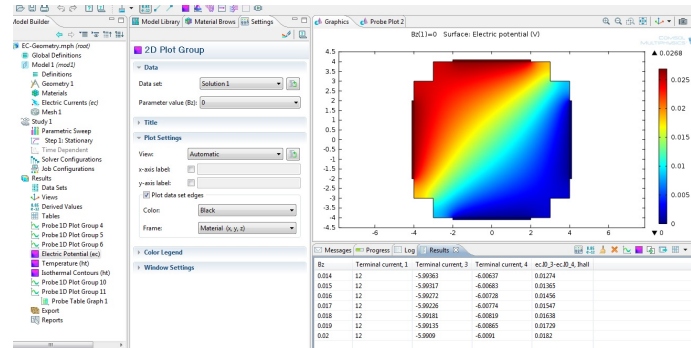 Model Builder
EC-Geometry.mph (root)
Global Definitions
Model 1 (mod1)
Definitions
Geometry 1
Materials
Electric Currents (ec)
Mesh 1
Study 1
Parametric Sweep
Step 1: Stationary
Time Dependent
Solver Configurations
Job Configurations
Results
Data Sets
Views
Derived Values
Tables
Probe 1D Plot Group 4
Probe 1D Plot Group 5
Probe 1D Plot Group 6
Electric Potential (ec)
Temperature (ht)
Isothermal Contours (ht)
Probe 1D Plot Group 10
Probe 1D Plot Group 11
Probe Table Graph 1
Export
Reports
Model Library Material Brows Settings
2D Plot Group
Data
Data set: Solution 1
Parameter value (Bz): 0
Title
Plot Settings
View: Automatic
x-axis label:
y-axis label:
Plot data set edges
Color: Black
Frame: Material (x, y, z)
Color Legend
Window Settings
Graphics Probe Plot 2
Bz(1)=0 Surface: Electric potential (V)
▲ 0.0268
4.5
4
3.5
3
2.5
2
1.5
1
0.5
0
-0.5
-1
-1.5
-2
-2.5
-3
-3.5
-4
-4.5
-6 -4 -2 0 2 4 6
0.025
0.02
0.015
0.01
0.005
0
▼ 0
Messages Progress Log Results
Bz Terminal current, 1 Terminal current, 3 Terminal current, 4 ec.I0_3-ec.I0_4, Ihall
0.014 12 -5.99363 -6.00637 0.01274
0.015 12 -5.99317 -6.00683 0.01365
0.016 12 -5.99272 -6.00728 0.01456
0.017 12 -5.99226 -6.00774 0.01547
0.018 12 -5.99181 -6.00819 0.01638
0.019 12 -5.99135 -6.00865 0.01729
0.02 12 -5.9909 -6.0091 0.0182